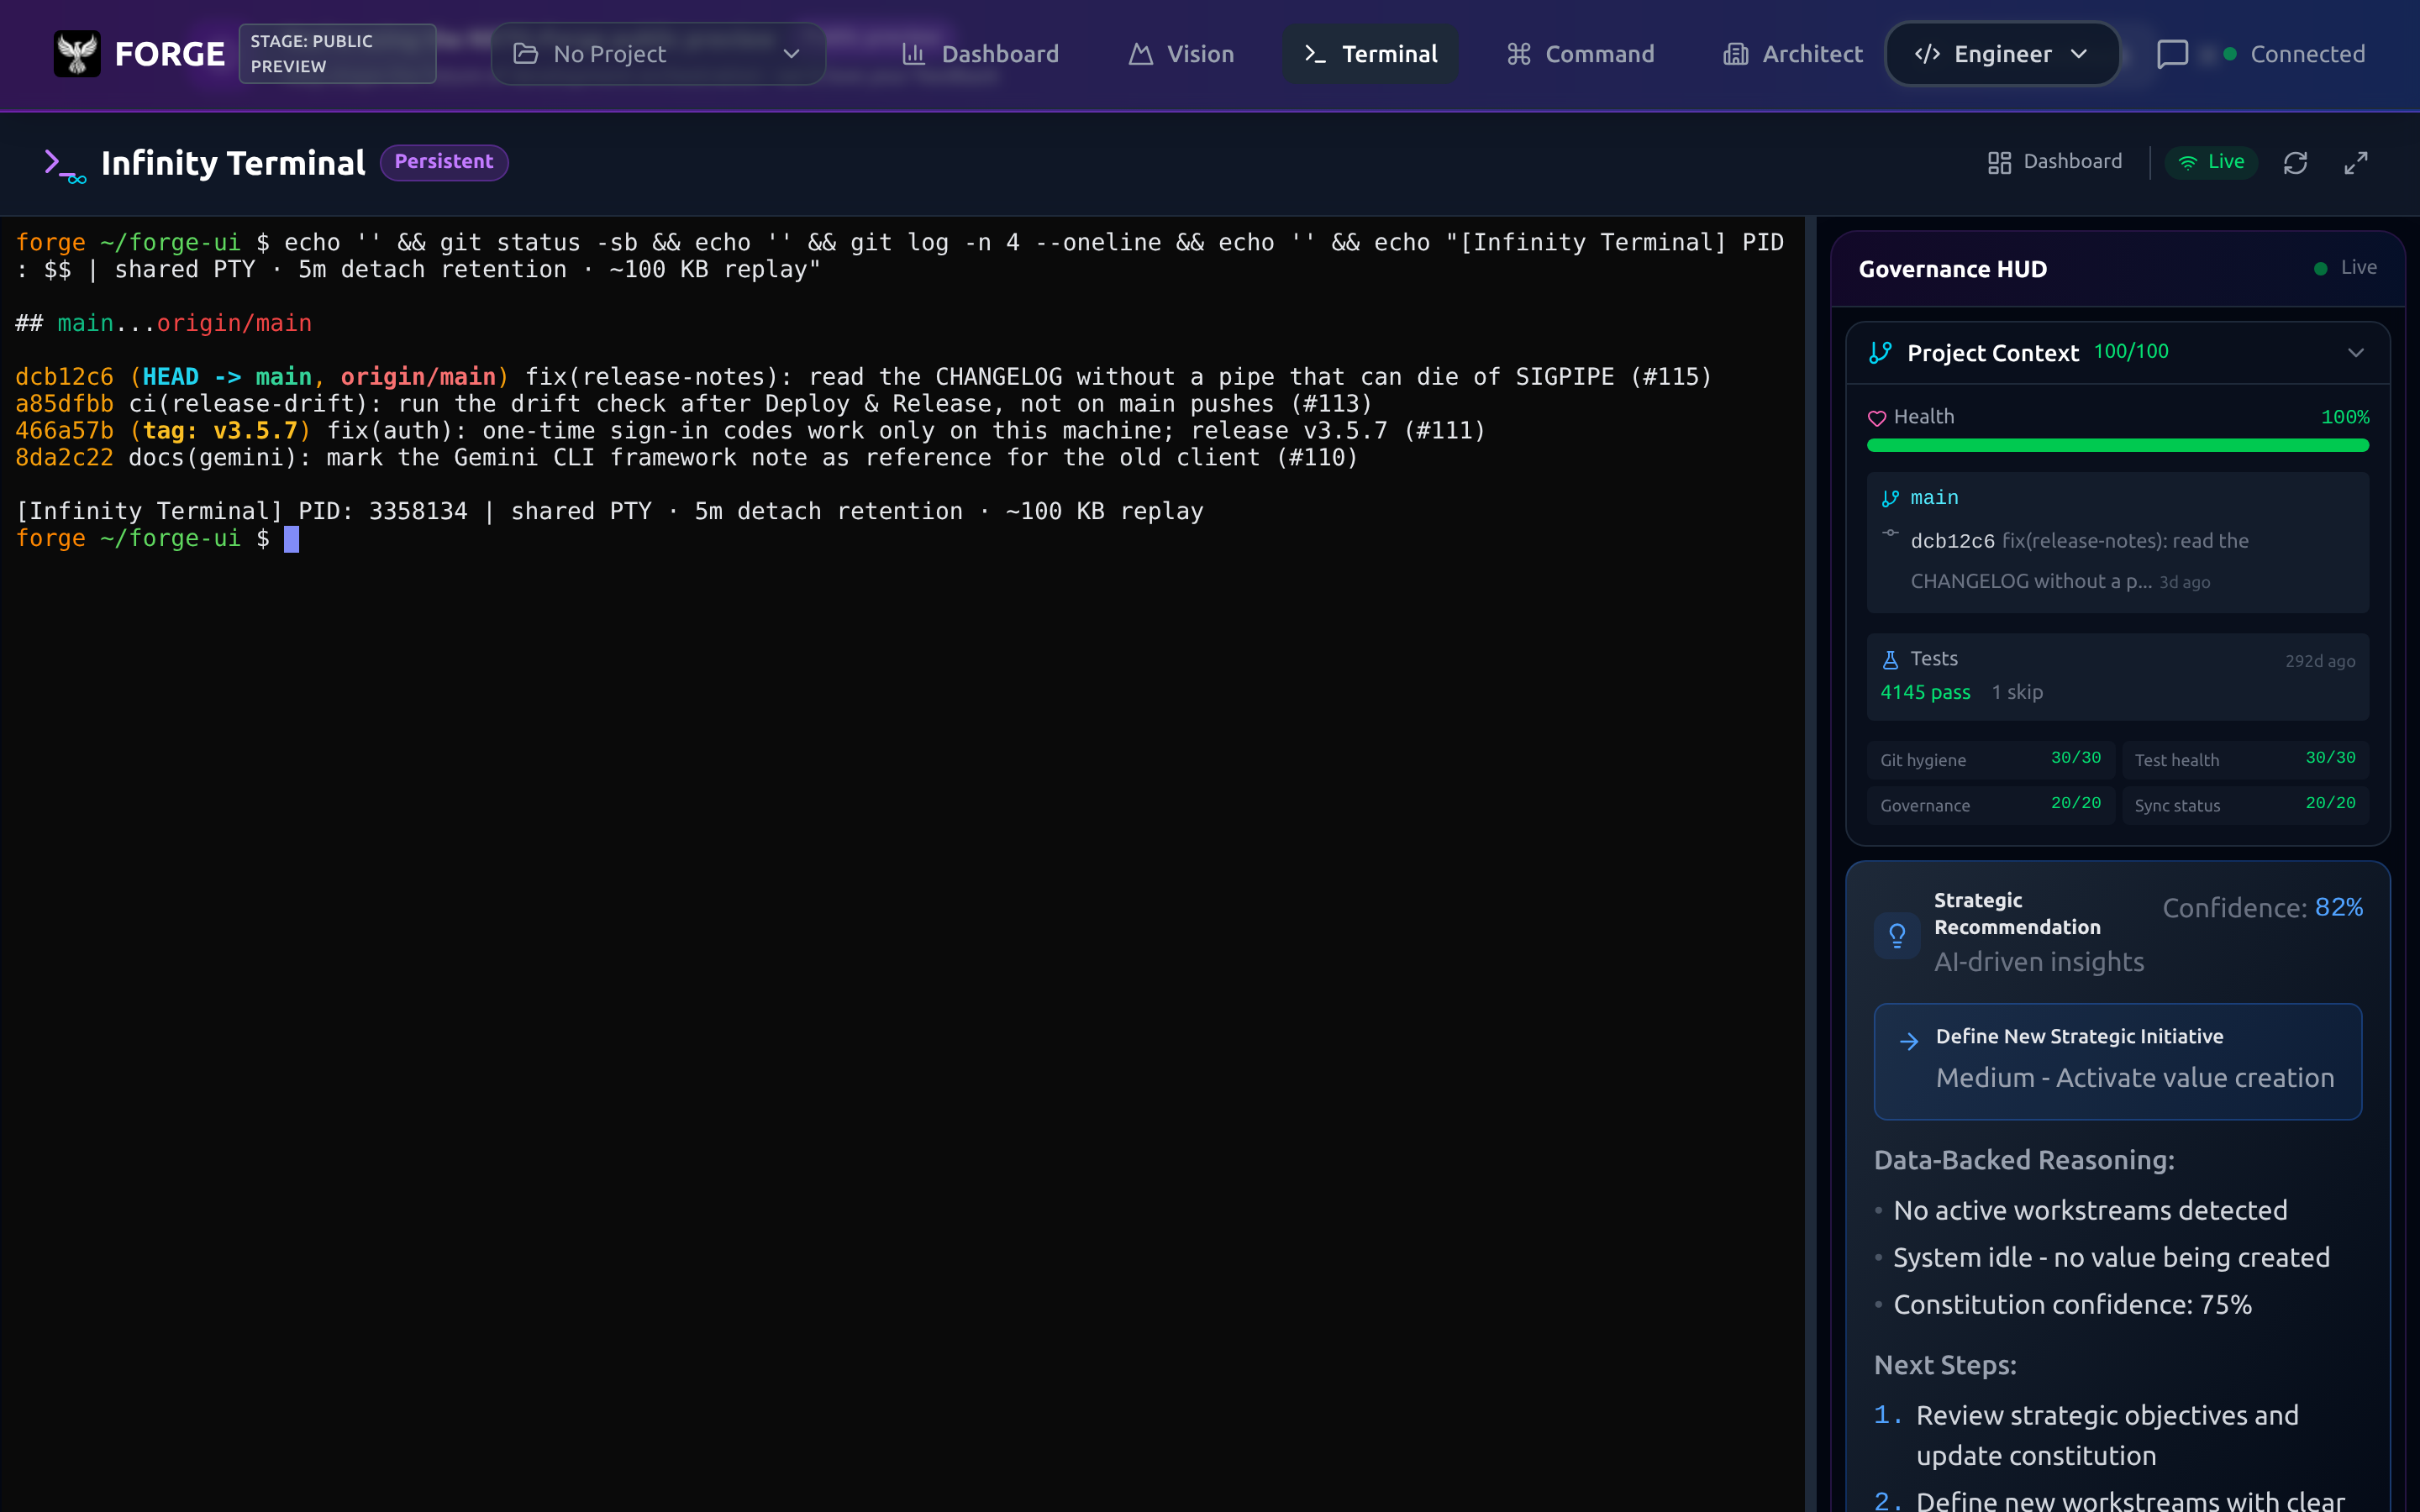 FORGE
STAGE: PUBLIC
PREVIEW
No Project
Dashboard
Vision
Terminal
Command
Architect
Engineer
Connected
Infinity Terminal
Persistent
Dashboard
Live
forge ~/forge-ui $ echo '' && git status -sb && echo '' && git log -n 4 --oneline && echo '' && echo "[Infinity Terminal] PID
: $$ | shared PTY · 5m detach retention · ~100 KB replay"
## main...origin/main
dcb12c6 (HEAD -> main, origin/main) fix(release-notes): read the CHANGELOG without a pipe that can die of SIGPIPE (#115)
a85dfbb ci(release-drift): run the drift check after Deploy & Release, not on main pushes (#113)
466a57b (tag: v3.5.7) fix(auth): one-time sign-in codes work only on this machine; release v3.5.7 (#111)
8da2c22 docs(gemini): mark the Gemini CLI framework note as reference for the old client (#110)
[Infinity Terminal] PID: 3358134 | shared PTY · 5m detach retention · ~100 KB replay
forge ~/forge-ui $
Governance HUD
Live
Project Context 100/100
Health 100%
main
dcb12c6 fix(release-notes): read the
CHANGELOG without a p... 3d ago
Tests 292d ago
4145 pass 1 skip
Git hygiene 30/30
Test health 30/30
Governance 20/20
Sync status 20/20
Strategic
Recommendation
Confidence: 82%
AI-driven insights
Define New Strategic Initiative
Medium - Activate value creation
Data-Backed Reasoning:
• No active workstreams detected
• System idle - no value being created
• Constitution confidence: 75%
Next Steps:
1. Review strategic objectives and
update constitution
2. Define new workstreams with clear